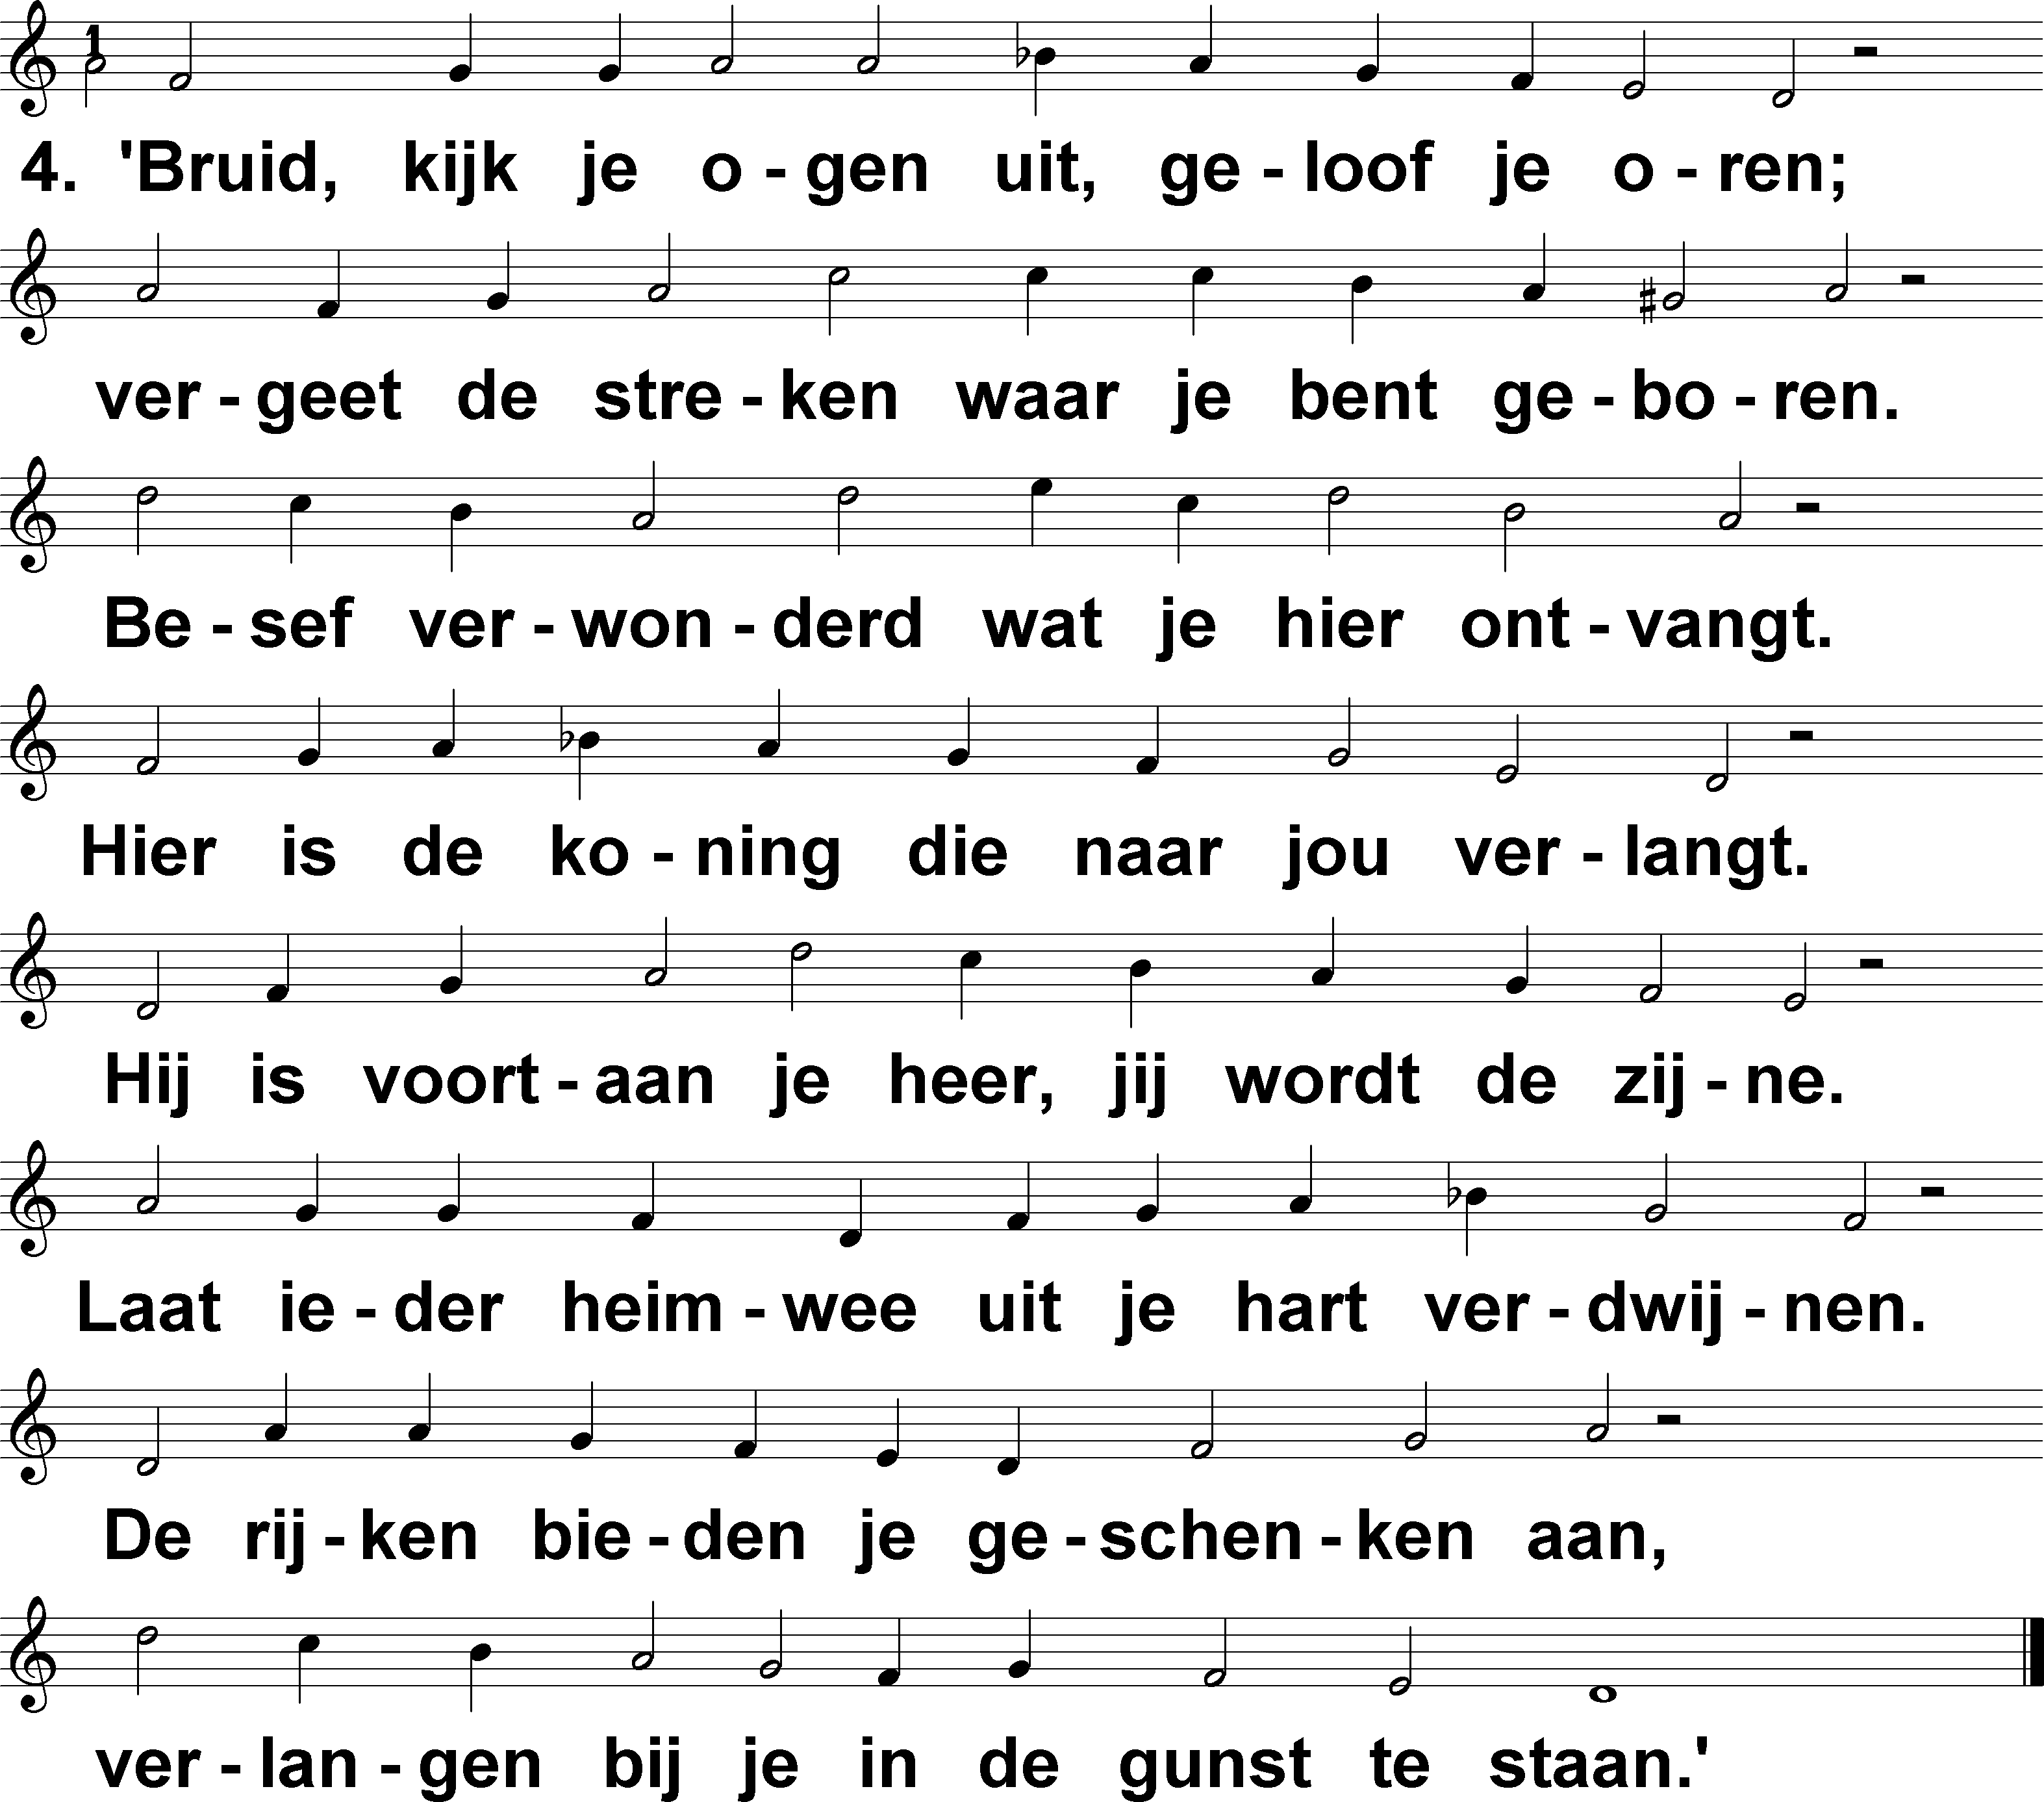 1
4. 'Bruid, kijk je o - gen uit, ge - loof je o - ren;
ver - geet de stre - ken waar je bent ge - bo - ren.
Be - sef ver - won - derd wat je hier ont - vangt.
Hier is de ko - ning die naar jou ver - langt.
Hij is voort - aan je heer, jij wordt de zij - ne.
Laat ie - der heim - wee uit je hart ver - dwij - nen.
De rij - ken bie - den je ge - schen - ken aan,
ver - lan - gen bij je in de gunst te staan.'